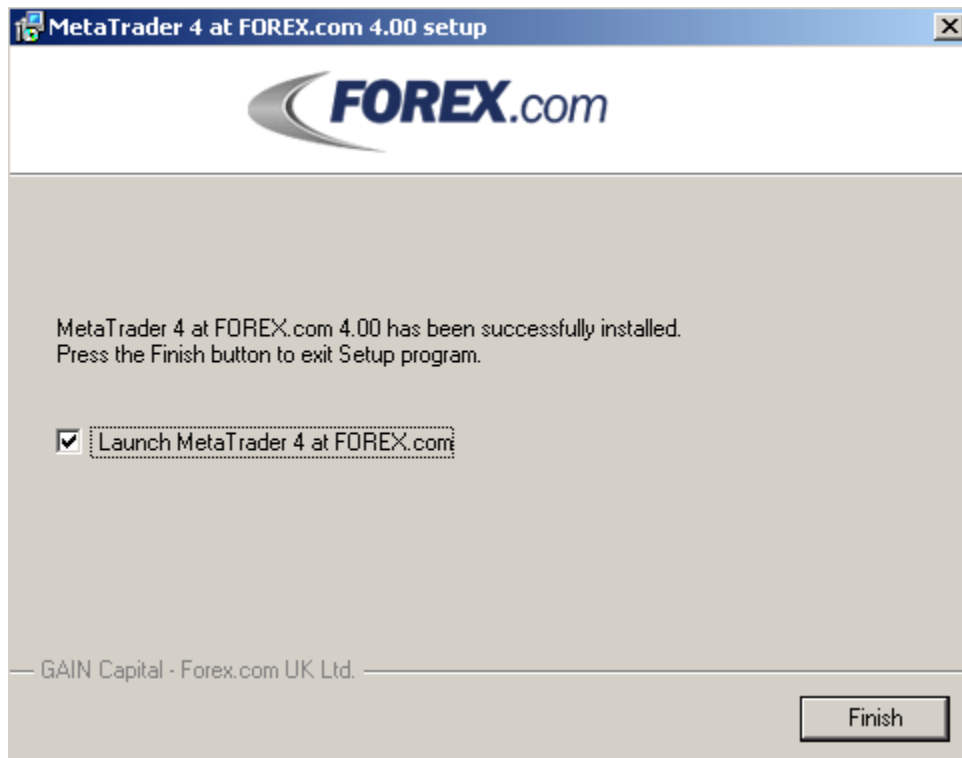 MetaTrader 4 at FOREX.com 4.00 setup
FOREX.com
MetaTrader 4 at FOREX.com 4.00 has been successfully installed.
Press the Finish button to exit Setup program.
Launch MetaTrader 4 at FOREX.com
GAIN Capital - Forex.com UK Ltd.
Finish